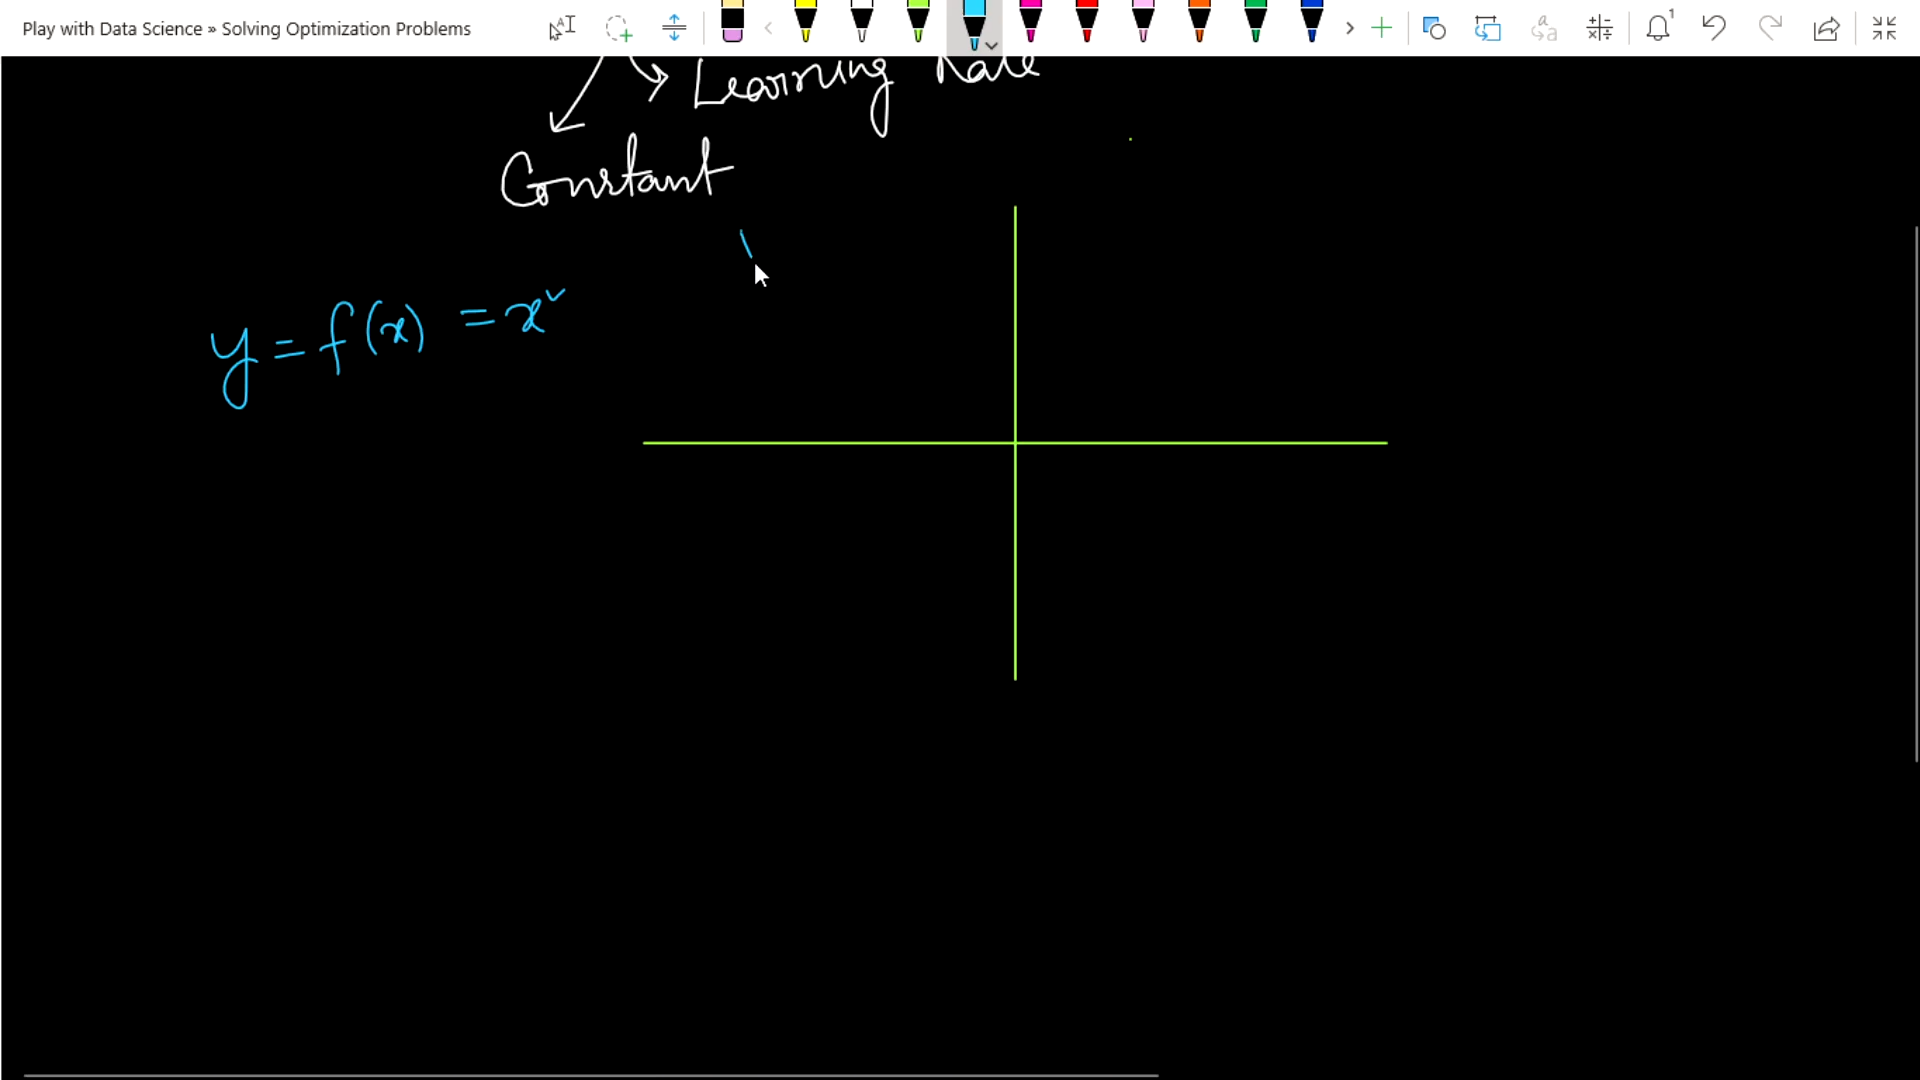 Play with Data Science » Solving Optimization Problems
→ Learning Rate
Constant
y = f(x) = x²